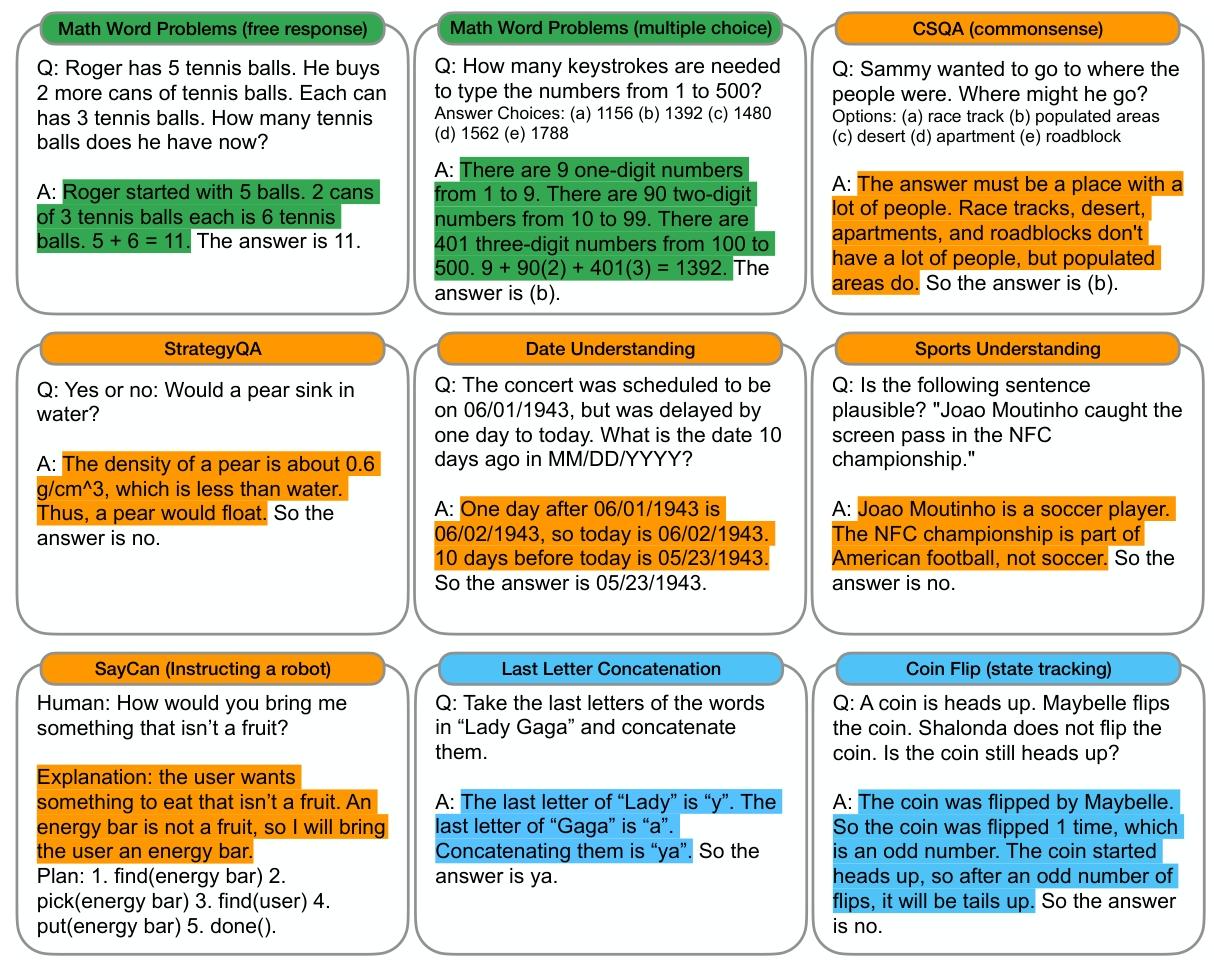 Math Word Problems (free response)
Q: Roger has 5 tennis balls. He buys
2 more cans of tennis balls. Each can
has 3 tennis balls. How many tennis
balls does he have now?
A: Roger started with 5 balls. 2 cans
of 3 tennis balls each is 6 tennis
balls. 5 + 6 = 11. The answer is 11.
Math Word Problems (multiple choice)
Q: How many keystrokes are needed
to type the numbers from 1 to 500?
Answer Choices: (a) 1156 (b) 1392 (c) 1480
(d) 1562 (e) 1788
A: There are 9 one-digit numbers
from 1 to 9. There are 90 two-digit
numbers from 10 to 99. There are
401 three-digit numbers from 100 to
500. 9 + 90(2) + 401(3) = 1392. The
answer is (b).
CSQA (commonsense)
Q: Sammy wanted to go to where the
people were. Where might he go?
Options: (a) race track (b) populated areas
(c) desert (d) apartment (e) roadblock
A: The answer must be a place with a
lot of people. Race tracks, desert,
apartments, and roadblocks don't
have a lot of people, but populated
areas do. So the answer is (b).
StrategyQA
Q: Yes or no: Would a pear sink in
water?
A: The density of a pear is about 0.6
g/cm^3, which is less than water.
Thus, a pear would float. So the
answer is no.
Date Understanding
Q: The concert was scheduled to be
on 06/01/1943, but was delayed by
one day to today. What is the date 10
days ago in MM/DD/YYYY?
A: One day after 06/01/1943 is
06/02/1943, so today is 06/02/1943.
10 days before today is 05/23/1943.
So the answer is 05/23/1943.
Sports Understanding
Q: Is the following sentence
plausible? "Joao Moutinho caught the
screen pass in the NFC
championship."
A: Joao Moutinho is a soccer player.
The NFC championship is part of
American football, not soccer. So the
answer is no.
SayCan (Instructing a robot)
Human: How would you bring me
something that isn’t a fruit?
Explanation: the user wants
something to eat that isn’t a fruit. An
energy bar is not a fruit, so I will bring
the user an energy bar.
Plan: 1. find(energy bar) 2.
pick(energy bar) 3. find(user) 4.
put(energy bar) 5. done().
Last Letter Concatenation
Q: Take the last letters of the words
in “Lady Gaga” and concatenate
them.
A: The last letter of “Lady” is “y”. The
last letter of “Gaga” is “a”.
Concatenating them is “ya”. So the
answer is ya.
Coin Flip (state tracking)
Q: A coin is heads up. Maybelle flips
the coin. Shalonda does not flip the
coin. Is the coin still heads up?
A: The coin was flipped by Maybelle.
So the coin was flipped 1 time, which
is an odd number. The coin started
heads up, so after an odd number of
flips, it will be tails up. So the answer
is no.